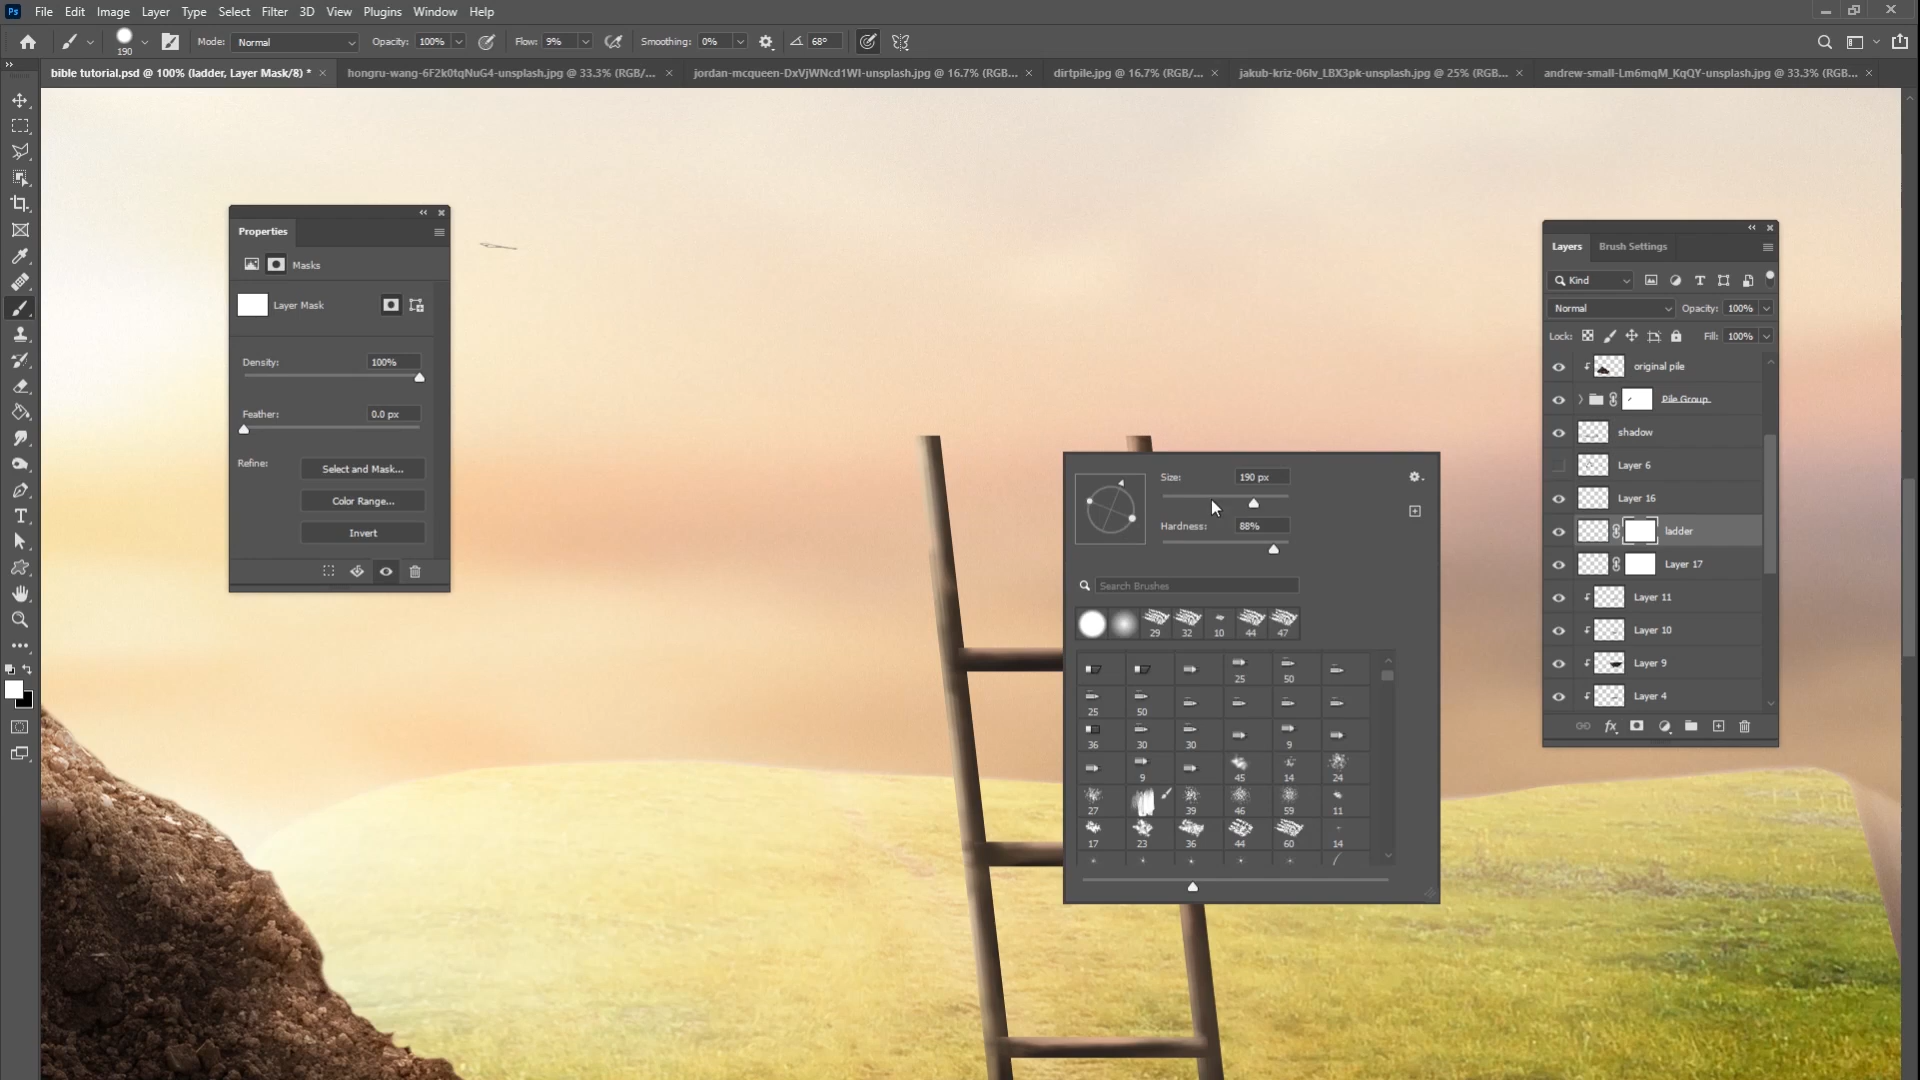 Ps File Edit Image Layer Type Select Filter 3D View Plugins Window Help
190 Mode: Normal Opacity: 100% Flow: 9% Smoothing: 0% 68°
bible tutorial.psd @ 100% (ladder, Layer Mask/8) * × hongru-wang-6F2k0tqNuG4-unsplash.jpg @ 33.3% (RGB/... × jordan-mcqueen-DxVjWNcd1WI-unsplash.jpg @ 16.7% (RGB... × dirtpile.jpg @ 16.7% (RGB/... × jakub-kriz-06lv_LBX3pk-unsplash.jpg @ 25% (RGB... × andrew-small-Lm6mqM_KqQY-unsplash.jpg @ 33.3% (RGB... ×
Properties
Masks
Layer Mask
Density: 100%
Feather: 0.0 px
Refine: Select and Mask...
Color Range...
Invert
Size: 190 px
Hardness: 88%
Search Brushes
29 32 10 44 47
25 50
25 50
36 30 30 9
9 45 14 24
27 39 46 59 11
17 23 36 44 60 14
Layers Brush Settings
Kind
Normal Opacity: 100%
Lock: Fill: 100%
original pile
Pile Group
shadow
Layer 6
Layer 16
ladder
Layer 17
Layer 11
Layer 10
Layer 9
Layer 4
fx